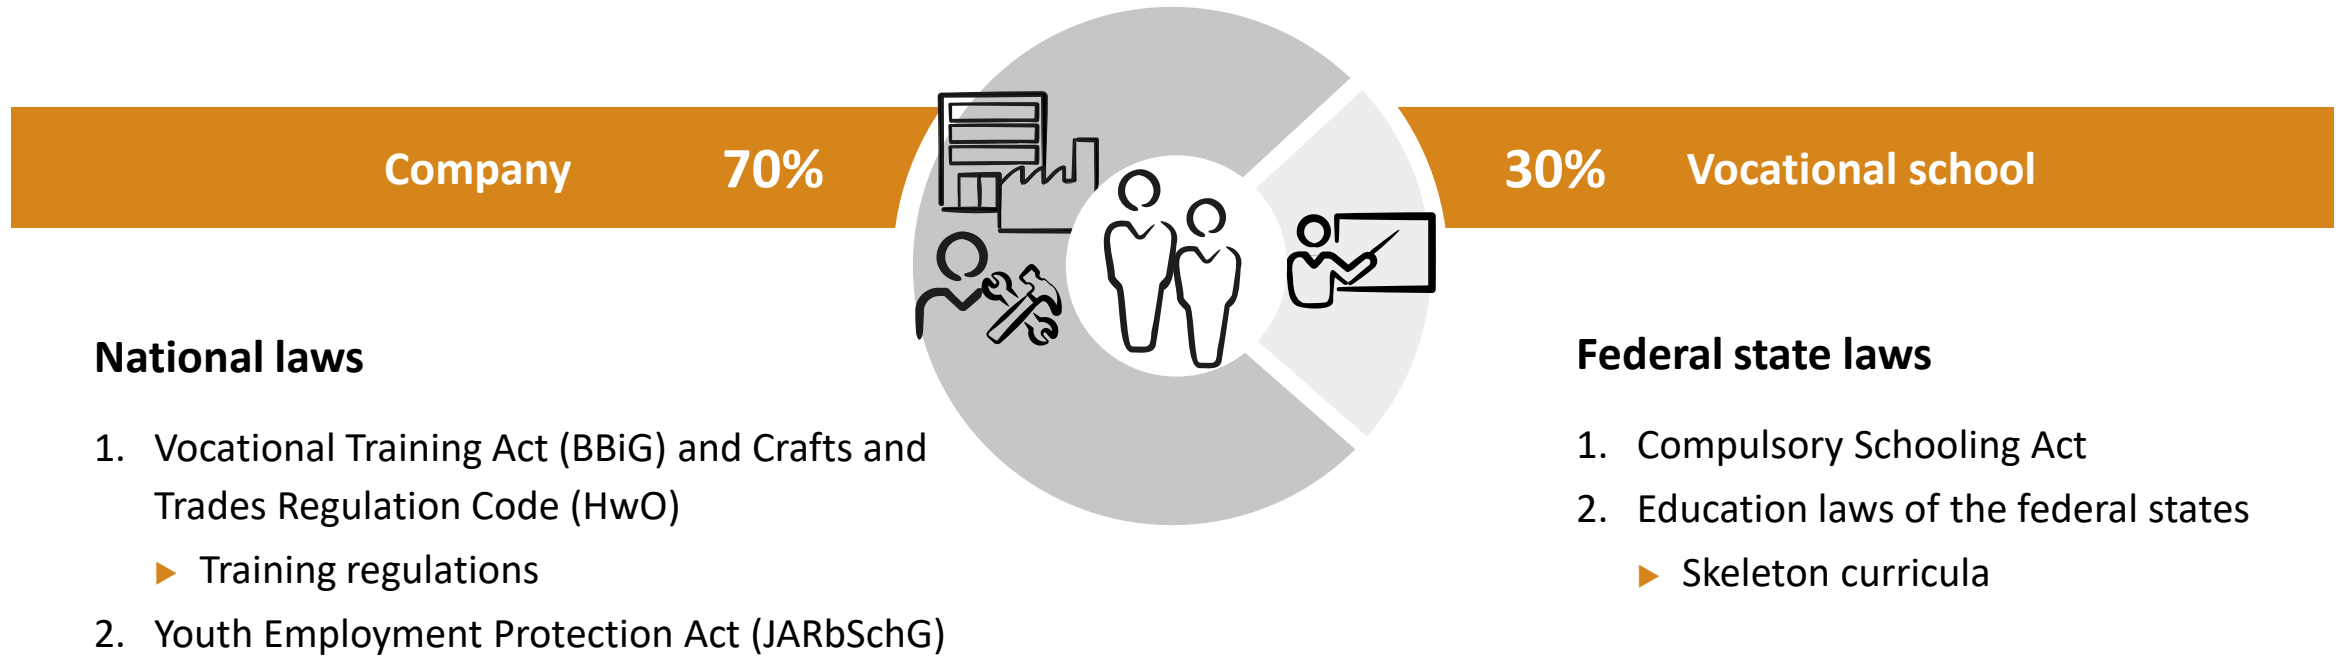 Company 70%
30% Vocational school
National laws
1. Vocational Training Act (BBiG) and Crafts and
Trades Regulation Code (HwO)
▶ Training regulations
2. Youth Employment Protection Act (JARbSchG)
Federal state laws
1. Compulsory Schooling Act
2. Education laws of the federal states
▶ Skeleton curricula